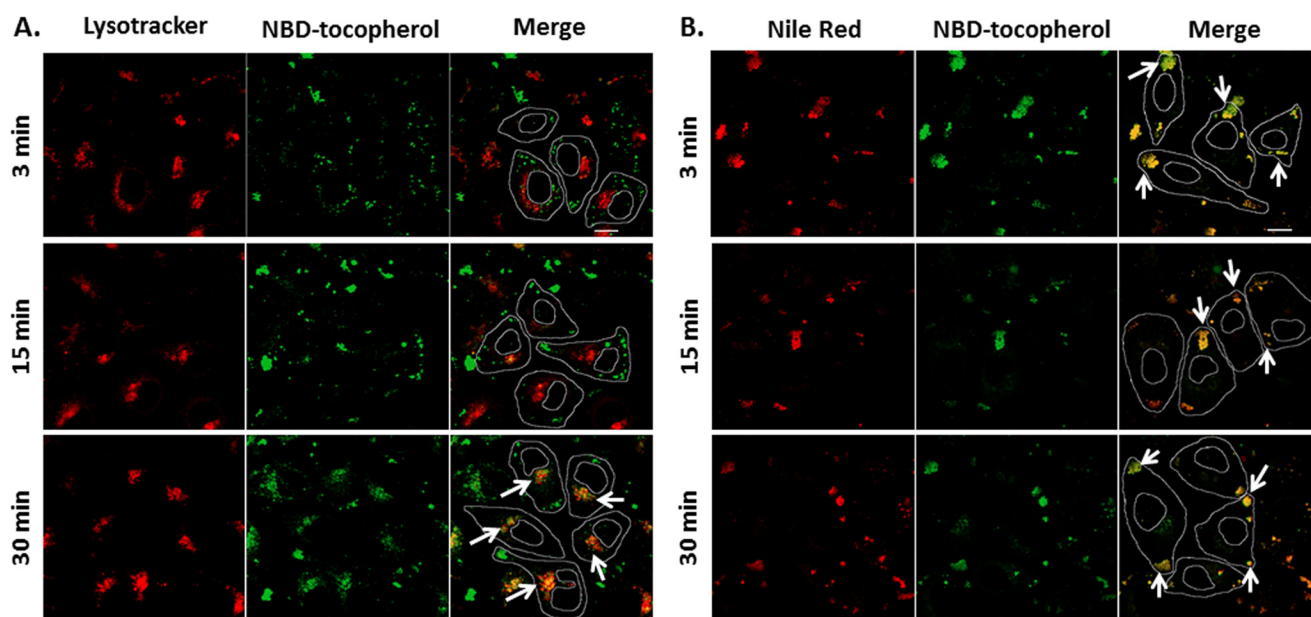 A.
Lysotracker NBD-tocopherol Merge
3 min
15 min
30 min
B.
Nile Red NBD-tocopherol Merge
3 min
15 min
30 min